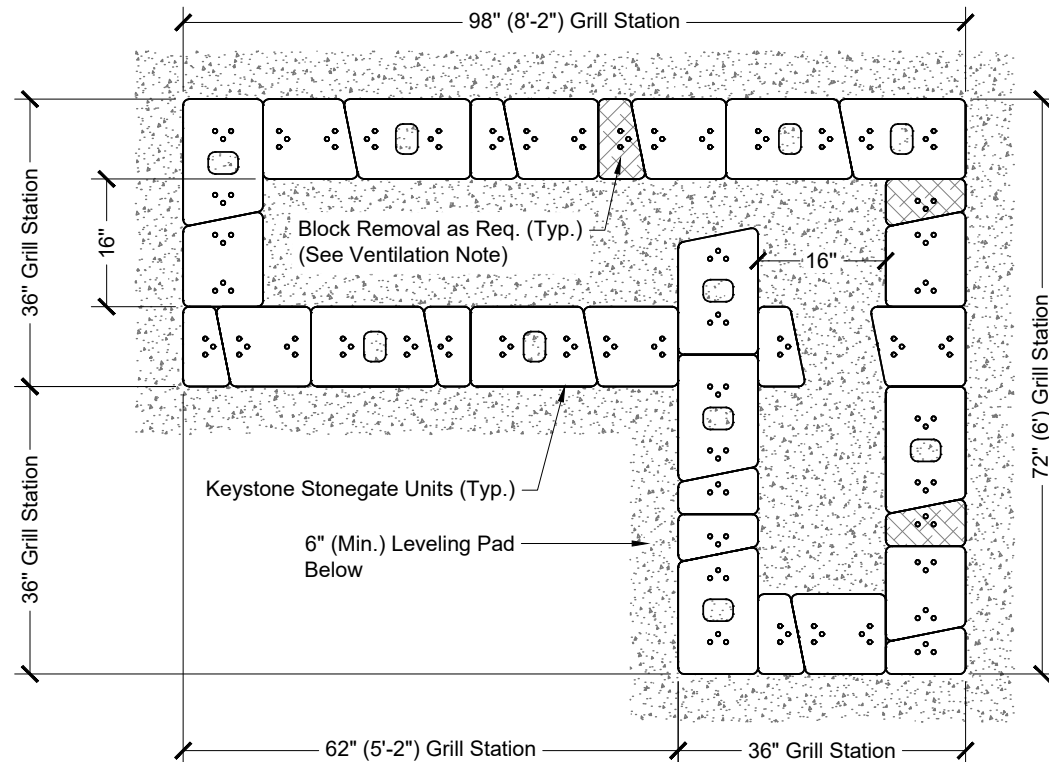 98" (8'-2") Grill Station
36" Grill Station
16"
Block Removal as Req. (Typ.)
(See Ventilation Note)
16"
72" (6') Grill Station
Keystone Stonegate Units (Typ.)
36" Grill Station
6" (Min.) Leveling Pad
Below
62" (5'-2") Grill Station
36" Grill Station